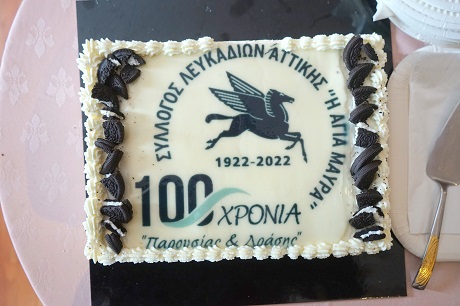 ΣΥΛΛΟΓΟΣ ΛΕΥΚΑΔΙΩΝ ΑΤΤΙΚΗΣ "Η ΑΓΙΑ ΜΑΥΡΑ"
1922-2022
100 ΧΡΟΝΙΑ
"Παρουσίας & Δράσης"